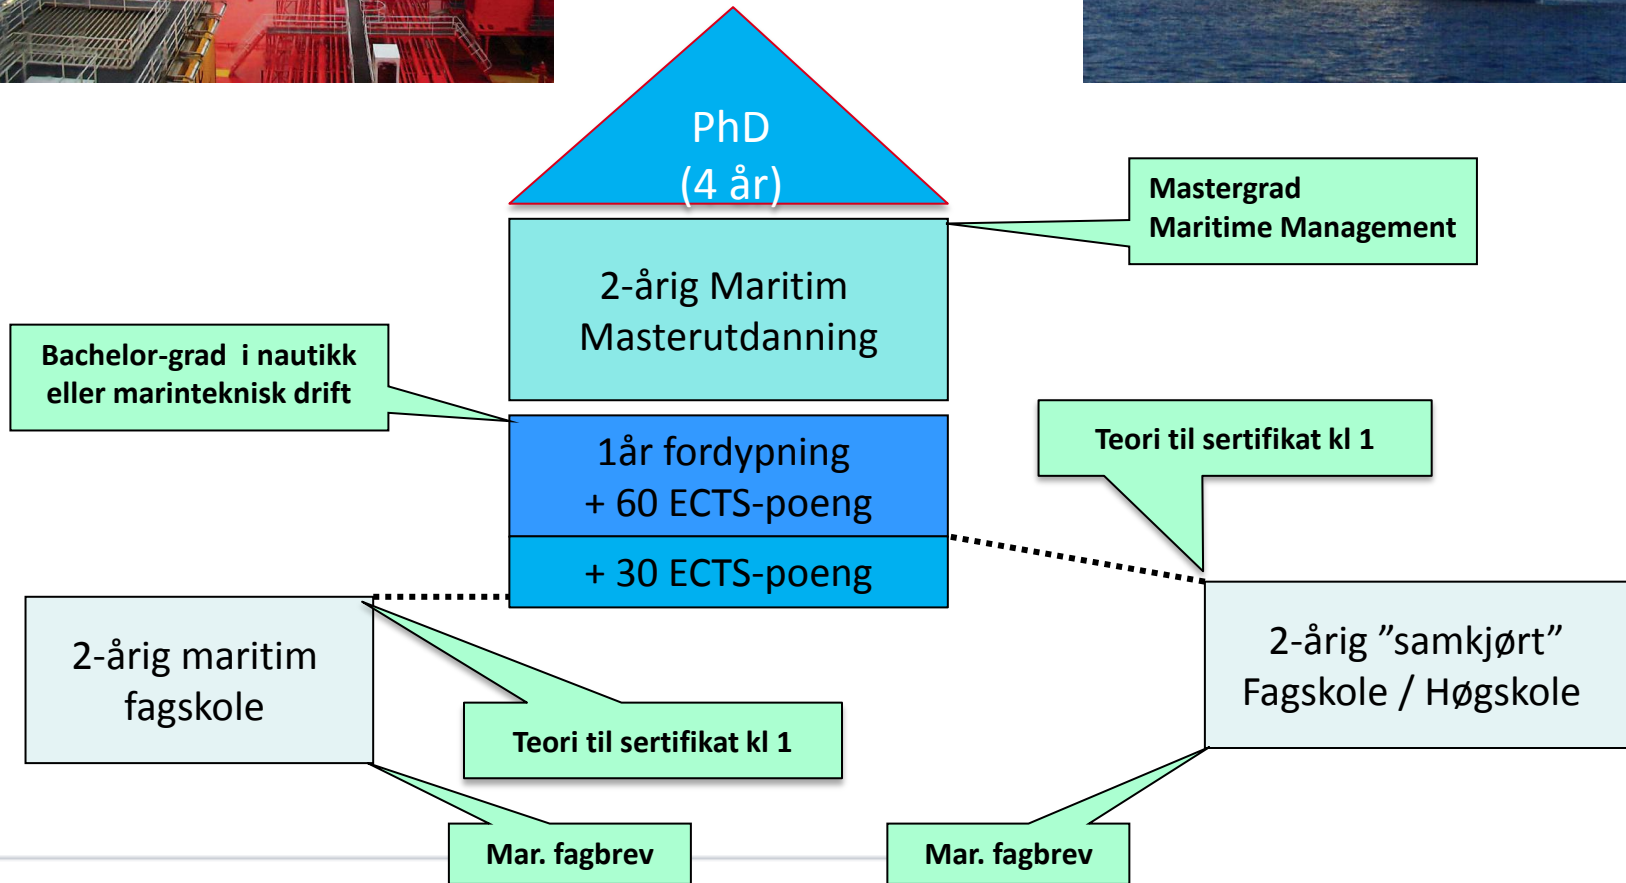 PhD
(4 år)
Mastergrad
Maritime Management
2-årig Maritim
Masterutdanning
Bachelor-grad  i nautikk
eller marinteknisk drift
1år fordypning
+ 60 ECTS-poeng
Teori til sertifikat kl 1
+ 30 ECTS-poeng
2-årig maritim
fagskole
2-årig ”samkjørt”
Fagskole / Høgskole
Teori til sertifikat kl 1
Mar. fagbrev
Mar. fagbrev